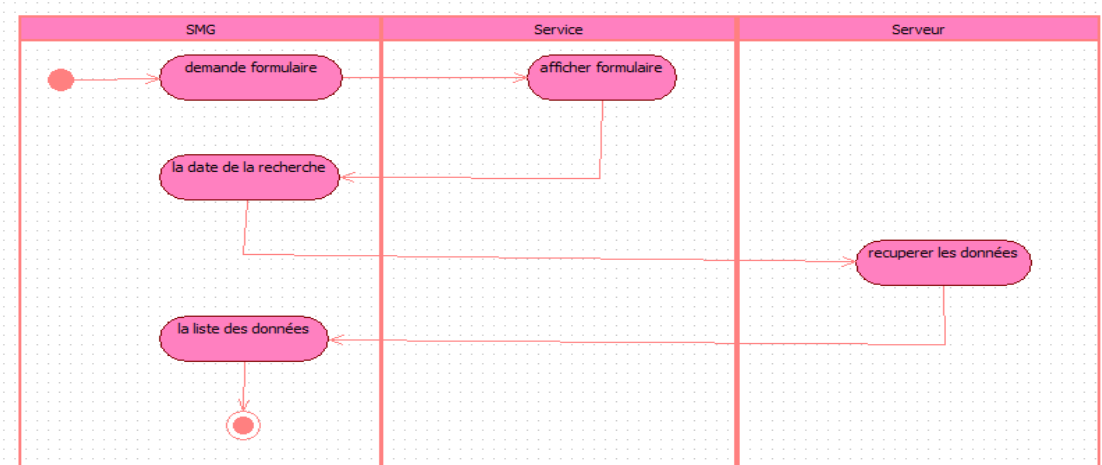 SMG
Service
Serveur
demande formulaire
afficher formulaire
la date de la recherche
recuperer les données
la liste des données